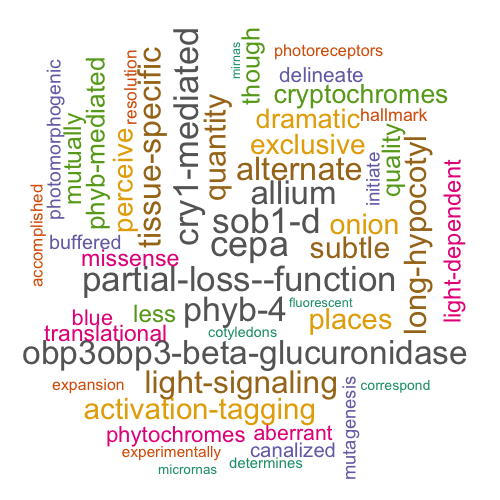 photoreceptors
mirnas
though
delineate
cryptochromes
resolution
photomorphogenic
mutually
phyb-mediated
perceive
tissue-specific
cry1-mediated
quantity
dramatic
hallmark
exclusive
alternate
initiate
quality
long-hypocotyl
light-dependent
accomplished
allium
sob1-d
onion
buffered
cepa
subtle
missense
partial-loss--function
phyb-4
fluorescent
blue
less
places
translational
cotyledons
obp3obp3-beta-glucuronidase
expansion
light-signaling
correspond
mutagenesis
activation-tagging
phytochromes
aberrant
experimentally
canalized
micrornas
determines